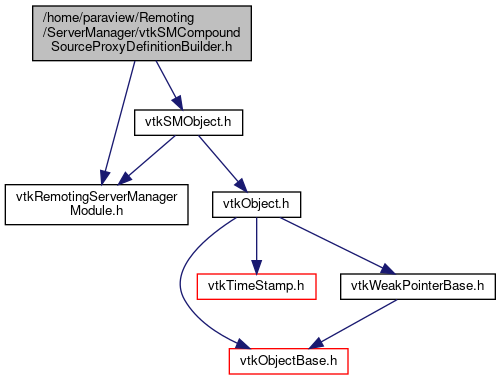 /home/paraview/Remoting
/ServerManager/vtkSMCompound
SourceProxyDefinitionBuilder.h
vtkSMObject.h
vtkRemotingServerManager
Module.h
vtkObject.h
vtkTimeStamp.h
vtkWeakPointerBase.h
vtkObjectBase.h